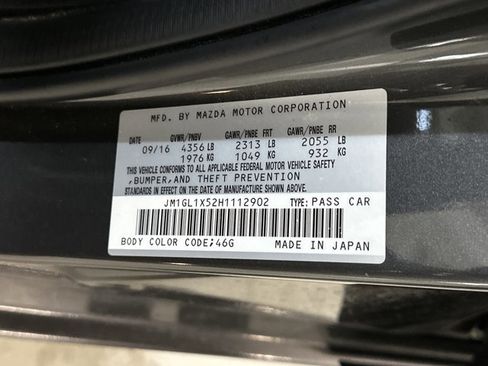 MFD. BY MAZDA MOTOR CORPORATION
GVWR/PNBV GAWR/PNBE FRT GAWR/PNBE RR
09/16 4356 LB 2313 LB 2055 LB
1976 KG 1049 KG 932 KG
THIS VEHICLE CONFORMS TO ALL APPLICABLE FEDERAL MOTOR VEHICLE SAFETY
,BUMPER,AND THEFT PREVENTION
STANDARDS IN EFFECT ON THE DATE OF MANUFACTURE SHOWN ABOVE.
JM1GL1X52H1112902 TYPE: PASS CAR
BODY COLOR CODE;46G MADE IN JAPAN